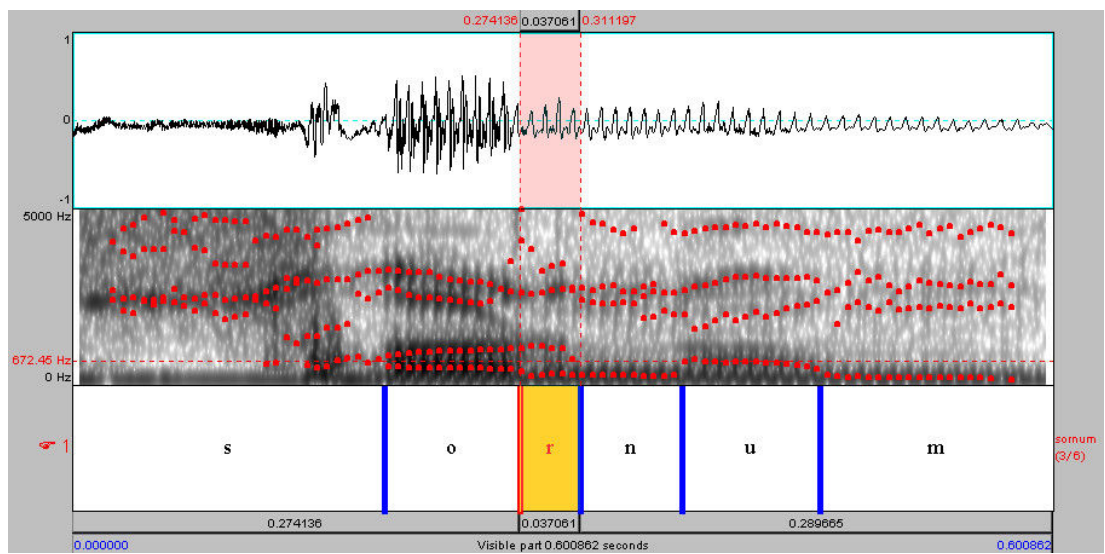 0.274136 0.037061 0.311197
1
0
-1
5000 Hz
672.45 Hz
0 Hz
1 s o r n u m sornum
(3/6)
0.274136 0.037061 0.289665
0.000000 Visible part 0.600862 seconds 0.600862